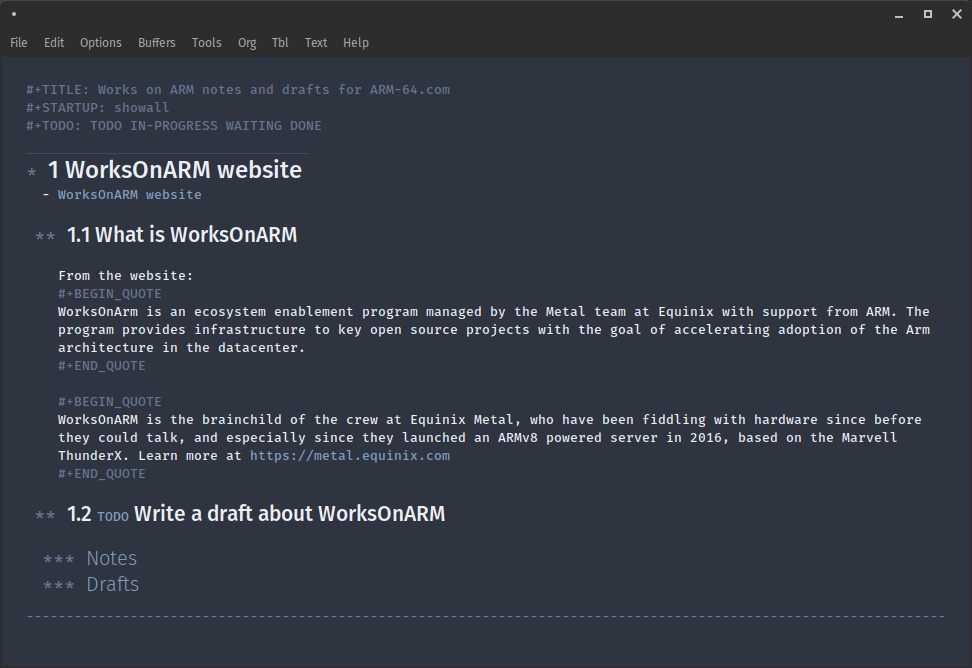 File Edit Options Buffers Tools Org Tbl Text Help
#+TITLE: Works on ARM notes and drafts for ARM-64.com
#+STARTUP: showall
#+TODO: TODO IN-PROGRESS WAITING DONE
* 1 WorksOnARM website
- WorksOnARM website
** 1.1 What is WorksOnARM
From the website:
#+BEGIN_QUOTE
WorksOnArm is an ecosystem enablement program managed by the Metal team at Equinix with support from ARM. The
program provides infrastructure to key open source projects with the goal of accelerating adoption of the Arm
architecture in the datacenter.
#+END_QUOTE
#+BEGIN_QUOTE
WorksOnARM is the brainchild of the crew at Equinix Metal, who have been fiddling with hardware since before
they could talk, and especially since they launched an ARMv8 powered server in 2016, based on the Marvell
ThunderX. Learn more at https://metal.equinix.com
#+END_QUOTE
** 1.2 TODO Write a draft about WorksOnARM
*** Notes
*** Drafts